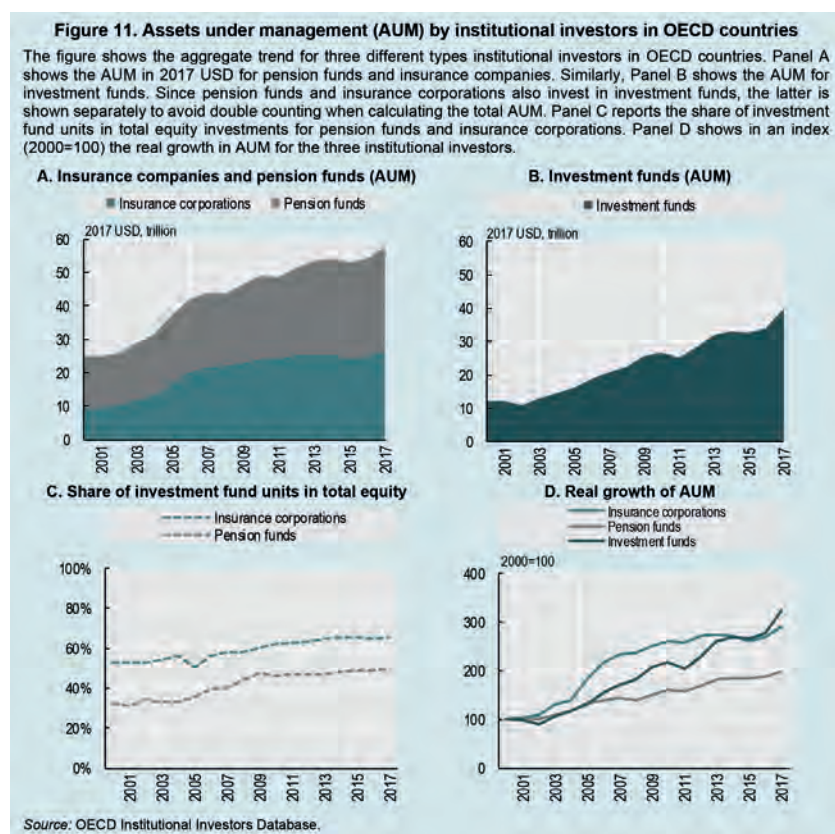 Figure 11. Assets under management (AUM) by institutional investors in OECD countries
The figure shows the aggregate trend for three different types institutional investors in OECD countries. Panel A
shows the AUM in 2017 USD for pension funds and insurance companies. Similarly, Panel B shows the AUM for
investment funds. Since pension funds and insurance corporations also invest in investment funds, the latter is
shown separately to avoid double counting when calculating the total AUM. Panel C reports the share of investment
fund units in total equity investments for pension funds and insurance corporations. Panel D shows in an index
(2000=100) the real growth in AUM for the three institutional investors.
A. Insurance companies and pension funds (AUM)
Insurance corporations Pension funds
2017 USD, trillion
60
50
40
30
20
10
0
2001 2003 2005 2007 2009 2011 2013 2015 2017
B. Investment funds (AUM)
Investment funds
2017 USD, trillion
60
50
40
30
20
10
0
2001 2003 2005 2007 2009 2011 2013 2015 2017
C. Share of investment fund units in total equity
Insurance corporations
Pension funds
100%
80%
60%
40%
20%
0%
2001 2003 2005 2007 2009 2011 2013 2015 2017
D. Real growth of AUM
Insurance corporations
Pension funds
Investment funds
2000=100
400
300
200
100
0
2001 2003 2005 2007 2009 2011 2013 2015 2017
Source: OECD Institutional Investors Database.